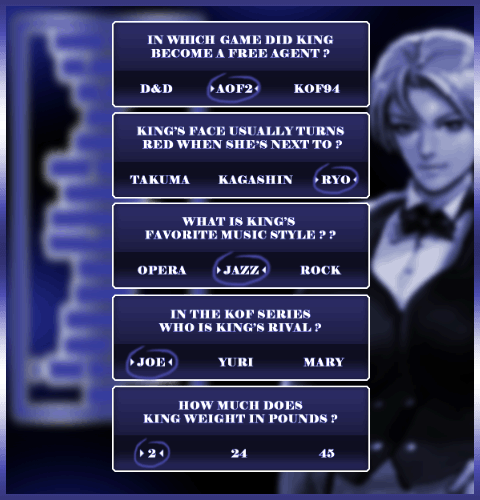 IN WHICH GAME DID KING
BECOME A FREE AGENT ?
D&D AOF2 KOF94
KING'S FACE USUALLY TURNS
RED WHEN SHE'S NEXT TO ?
TAKUMA KAGASHIN RYO
WHAT IS KING'S
FAVORITE MUSIC STYLE ? ?
OPERA JAZZ ROCK
IN THE KOF SERIES
WHO IS KING'S RIVAL ?
JOE YURI MARY
HOW MUCH DOES
KING WEIGHT IN POUNDS ?
2 24 45